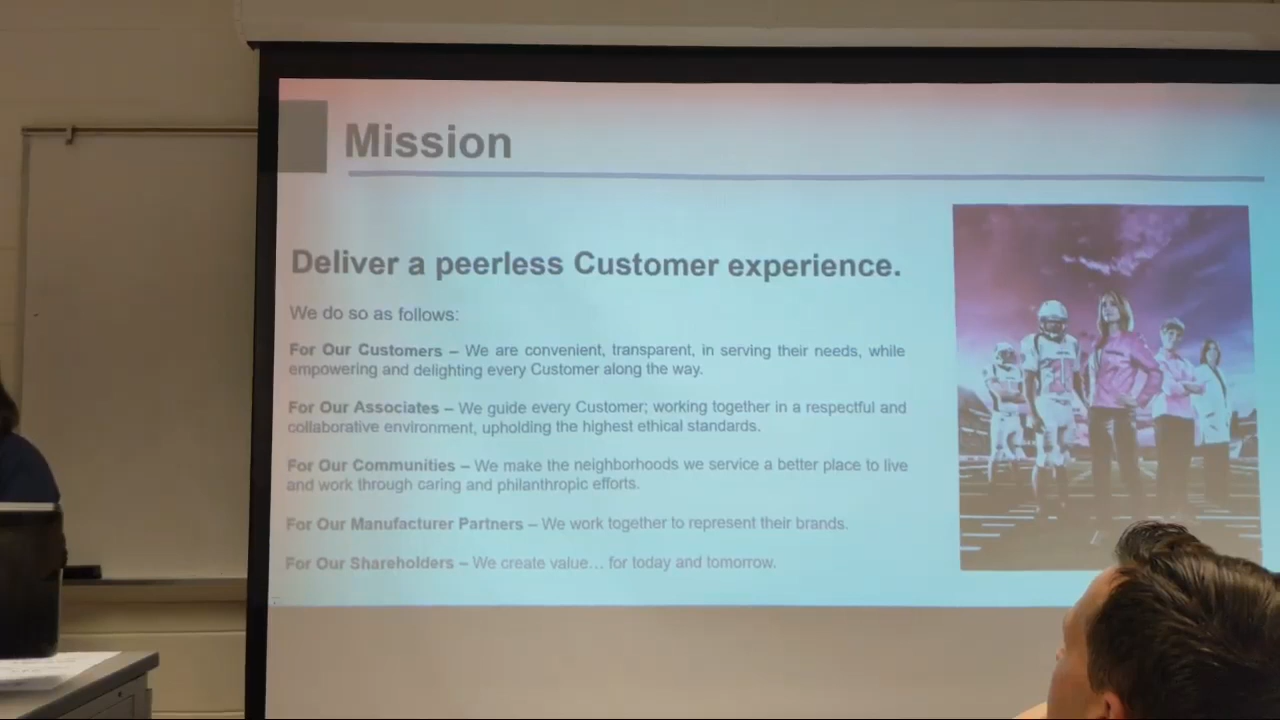 Mission
Deliver a peerless Customer experience.
We do so as follows:
For Our Customers – We are convenient, transparent, in serving their needs, while
empowering and delighting every Customer along the way.
For Our Associates – We guide every Customer; working together in a respectful and
collaborative environment, upholding the highest ethical standards.
For Our Communities – We make the neighborhoods we service a better place to live
and work through caring and philanthropic efforts.
For Our Manufacturer Partners – We work together to represent their brands.
For Our Shareholders – We create value… for today and tomorrow.